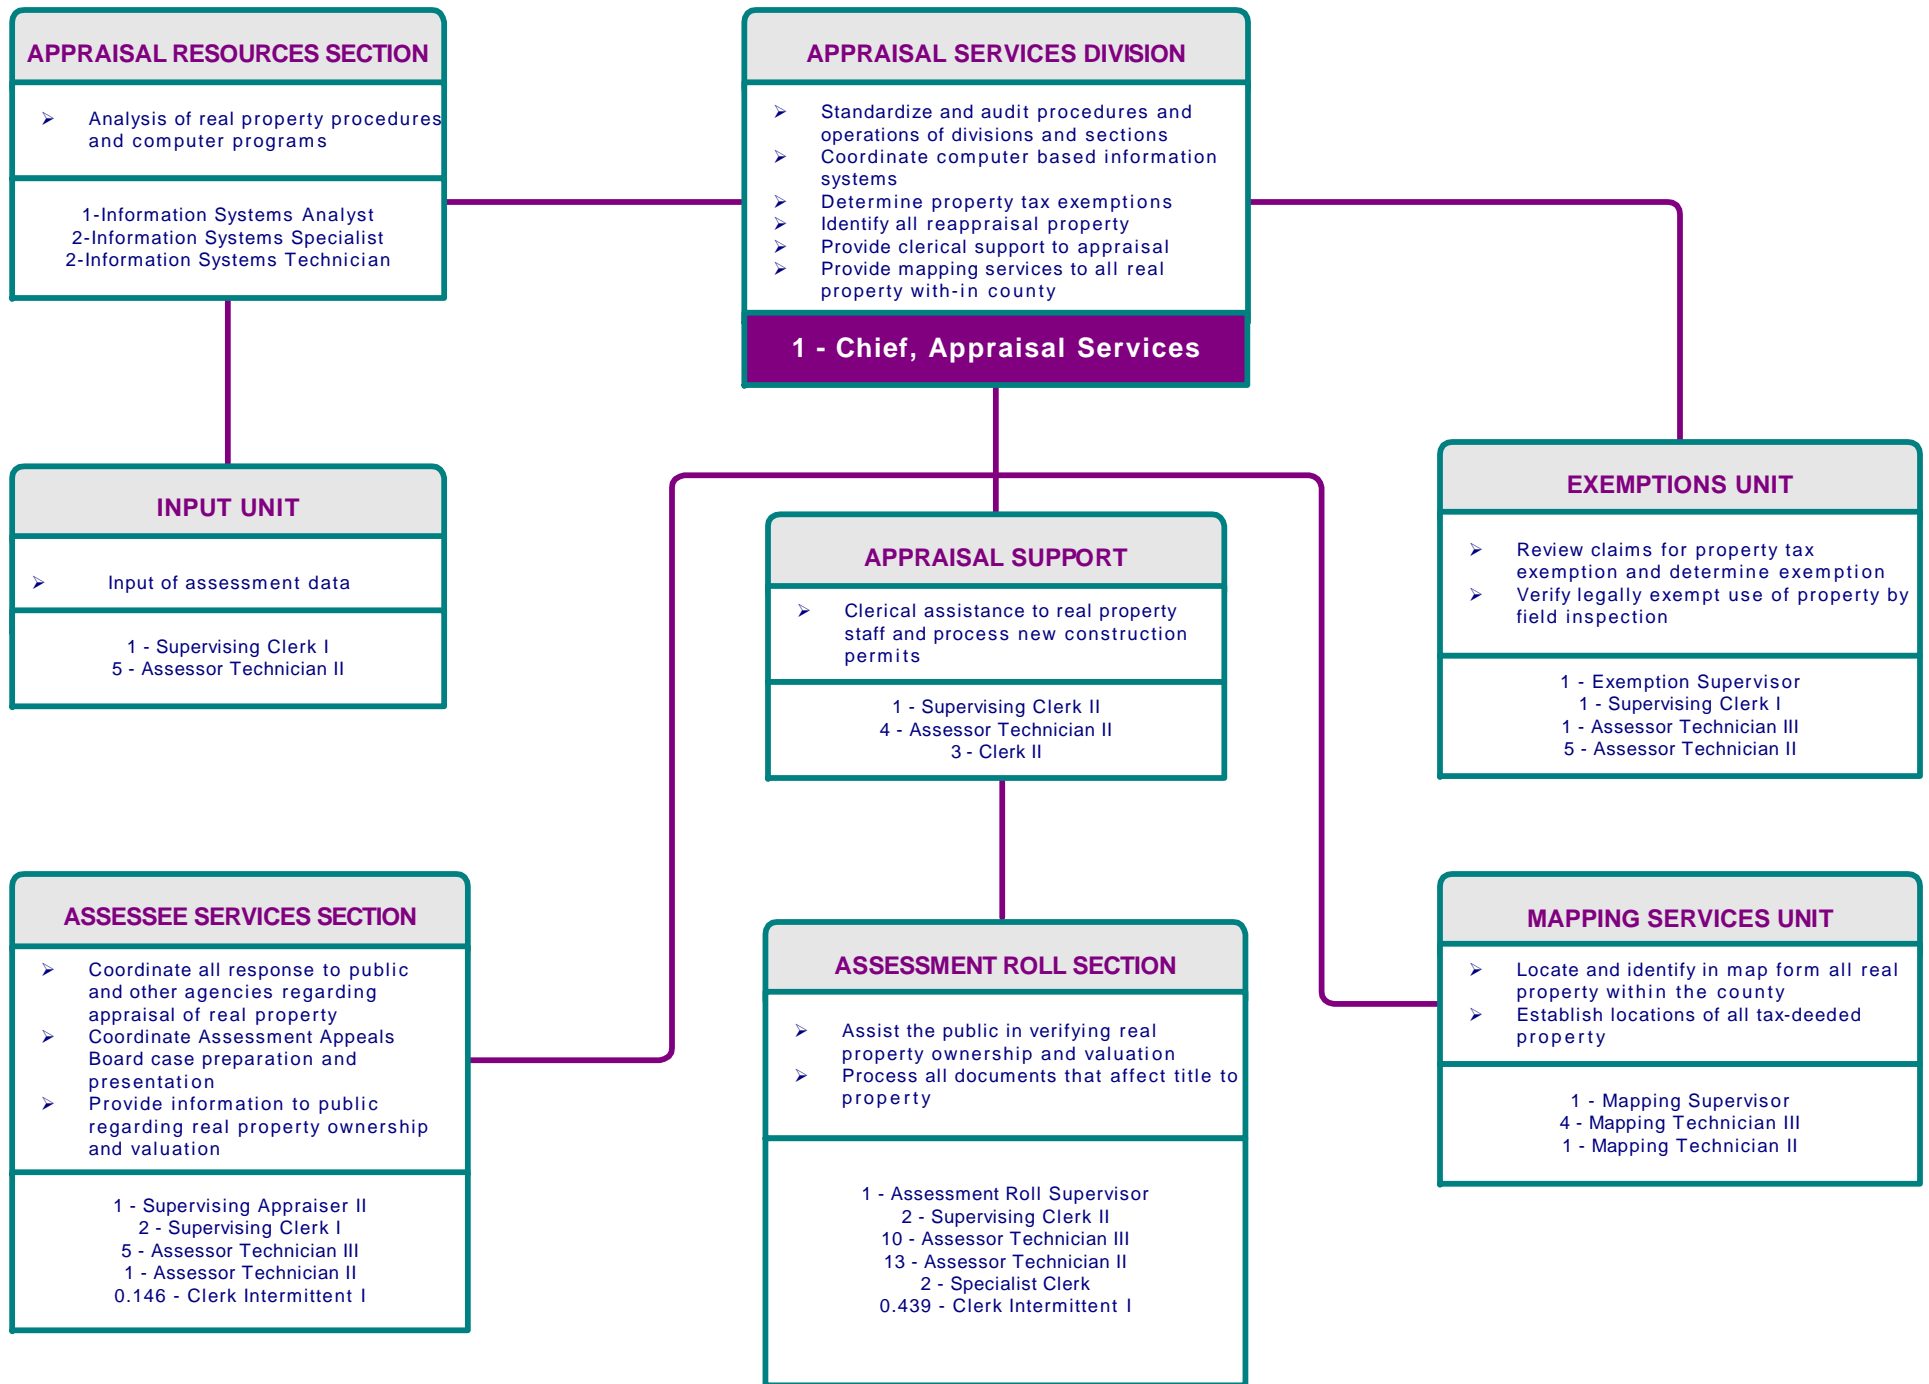 APPRAISAL RESOURCES SECTION
➢ Analysis of real property procedures
and computer programs
1-Information Systems Analyst
2-Information Systems Specialist
2-Information Systems Technician
APPRAISAL SERVICES DIVISION
➢ Standardize and audit procedures and
operations of divisions and sections
➢ Coordinate computer based information
systems
➢ Determine property tax exemptions
➢ Identify all reappraisal property
➢ Provide clerical support to appraisal
➢ Provide mapping services to all real
property with-in county
1 - Chief, Appraisal Services
INPUT UNIT
➢ Input of assessment data
1 - Supervising Clerk I
5 - Assessor Technician II
APPRAISAL SUPPORT
➢ Clerical assistance to real property
staff and process new construction
permits
1 - Supervising Clerk II
4 - Assessor Technician II
3 - Clerk II
EXEMPTIONS UNIT
➢ Review claims for property tax
exemption and determine exemption
➢ Verify legally exempt use of property by
field inspection
1 - Exemption Supervisor
1 - Supervising Clerk I
1 - Assessor Technician III
5 - Assessor Technician II
ASSESSEE SERVICES SECTION
➢ Coordinate all response to public
and other agencies regarding
appraisal of real property
➢ Coordinate Assessment Appeals
Board case preparation and
presentation
➢ Provide information to public
regarding real property ownership
and valuation
1 - Supervising Appraiser II
2 - Supervising Clerk I
5 - Assessor Technician III
1 - Assessor Technician II
0.146 - Clerk Intermittent I
ASSESSMENT ROLL SECTION
➢ Assist the public in verifying real
property ownership and valuation
➢ Process all documents that affect title to
property
1 - Assessment Roll Supervisor
2 - Supervising Clerk II
10 - Assessor Technician III
13 - Assessor Technician II
2 - Specialist Clerk
0.439 - Clerk Intermittent I
MAPPING SERVICES UNIT
➢ Locate and identify in map form all real
property within the county
➢ Establish locations of all tax-deeded
property
1 - Mapping Supervisor
4 - Mapping Technician III
1 - Mapping Technician II